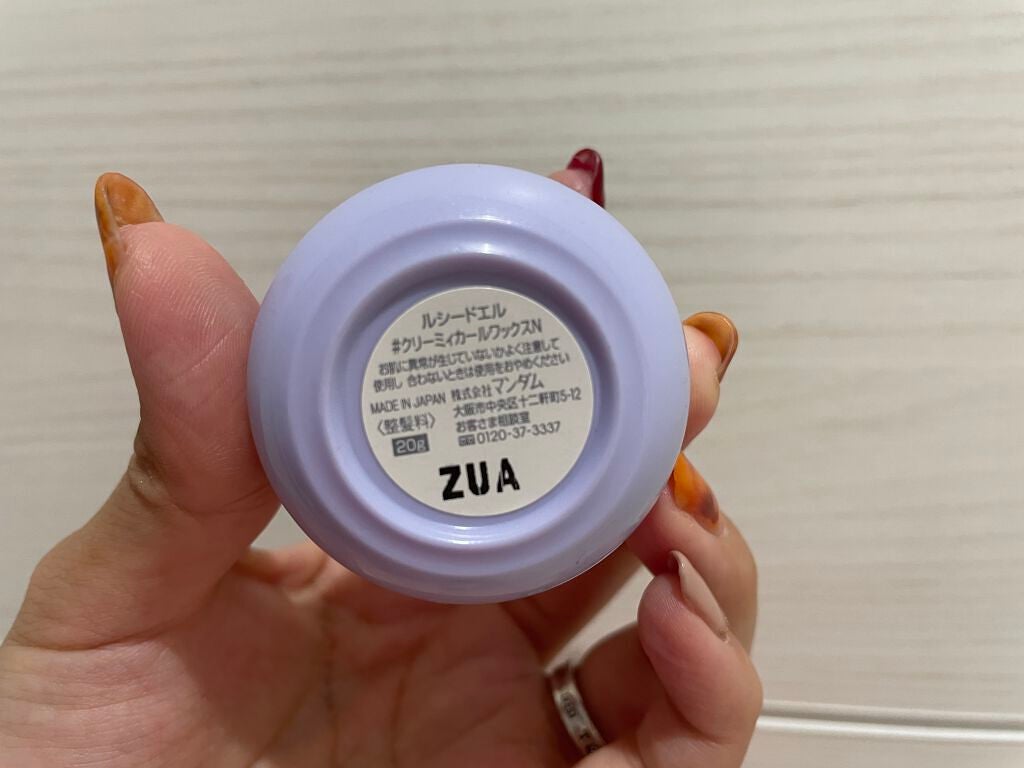 ルシードエル
#クリーミィカールワックスN
お肌に異常が生じていないかよく注意して
使用し 合わないときは使用をおやめください
MADE IN JAPAN 株式会社マンダム
大阪市中央区十二軒町5-12
〈整髪料〉 お客さま相談室
20g 0120-37-3337
ZUA